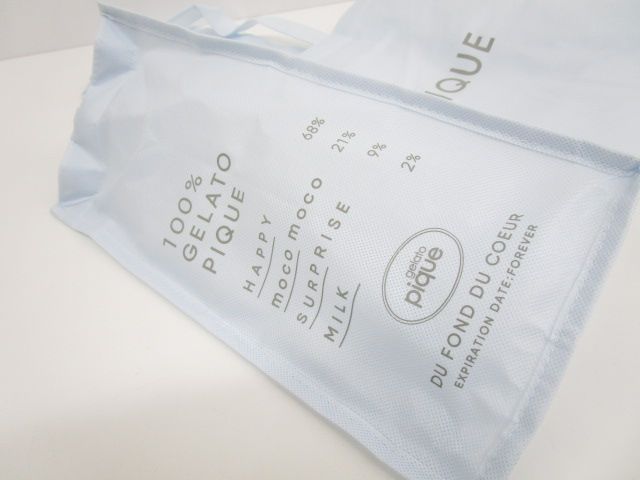 100%
GELATO
PIQUE
HAPPY 68%
moco moco 21%
SURPRISE 9%
MILK 2%
gelato
pique
DU FOND DU COEUR
EXPIRATION DATE:FOREVER
IQUE